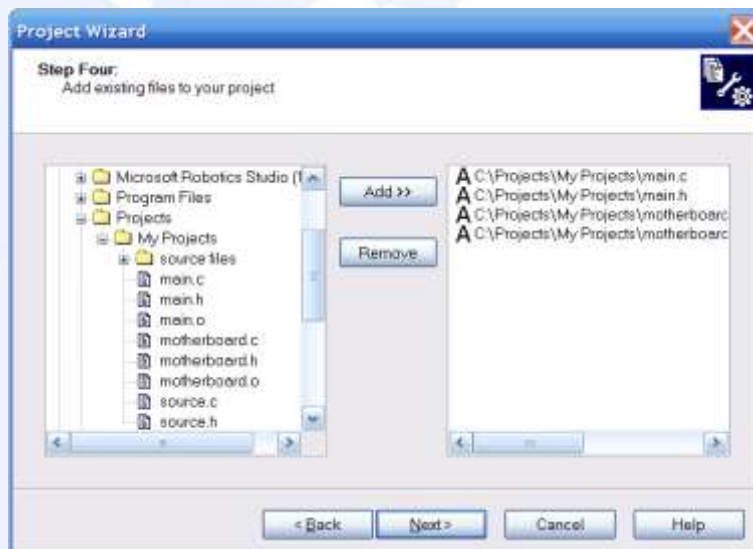 Project Wizard
Step Four:
Add existing files to your project
Microsoft Robotics Studio (1
Program Files
Projects
My Projects
source files
main.c
main.h
main.o
motherboard.c
motherboard.h
motherboard.o
source.c
source.h
Add >>
Remove
A C:\Projects\My Projects\main.c
A C:\Projects\My Projects\main.h
A C:\Projects\My Projects\motherboard
A C:\Projects\My Projects\motherboard
< Back
Next >
Cancel
Help